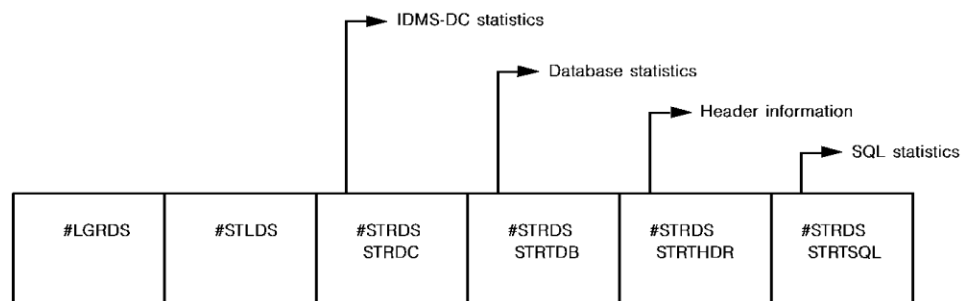 IDMS-DC statistics
Database statistics
Header information
SQL statistics
#LGRDS
#STLDS
#STRDS
STRDC
#STRDS
STRTDB
#STRDS
STRTHDR
#STRDS
STRTSQL